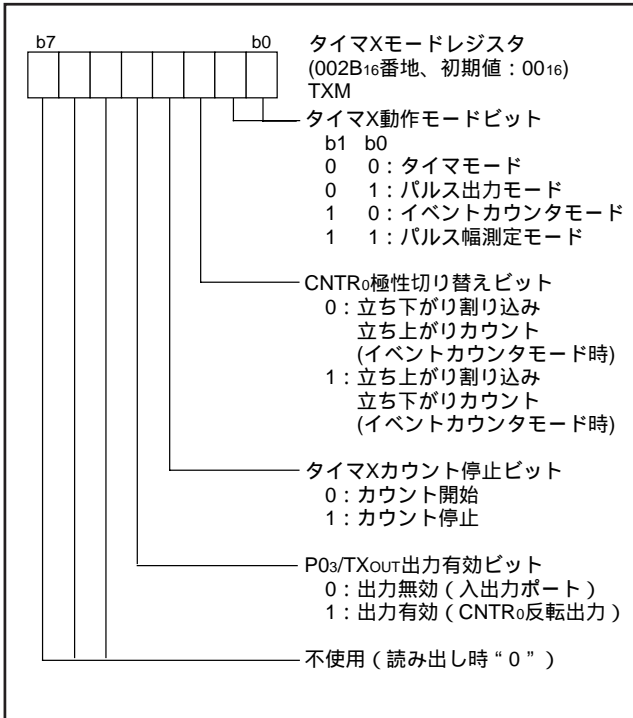 b7 b0
タイマXモードレジスタ
(002B16番地、初期値：0016)
TXM
タイマX動作モードビット
b1 b0
0 0：タイマモード
0 1：パルス出力モード
1 0：イベントカウンタモード
1 1：パルス幅測定モード
CNTR0極性切り替えビット
0：立ち下がり割り込み
立ち上がりカウント
(イベントカウンタモード時)
1：立ち上がり割り込み
立ち下がりカウント
(イベントカウンタモード時)
タイマXカウント停止ビット
0：カウント開始
1：カウント停止
P03/TXOUT出力有効ビット
0：出力無効（入出力ポート）
1：出力有効（CNTR0反転出力）
不使用（読み出し時“0”）